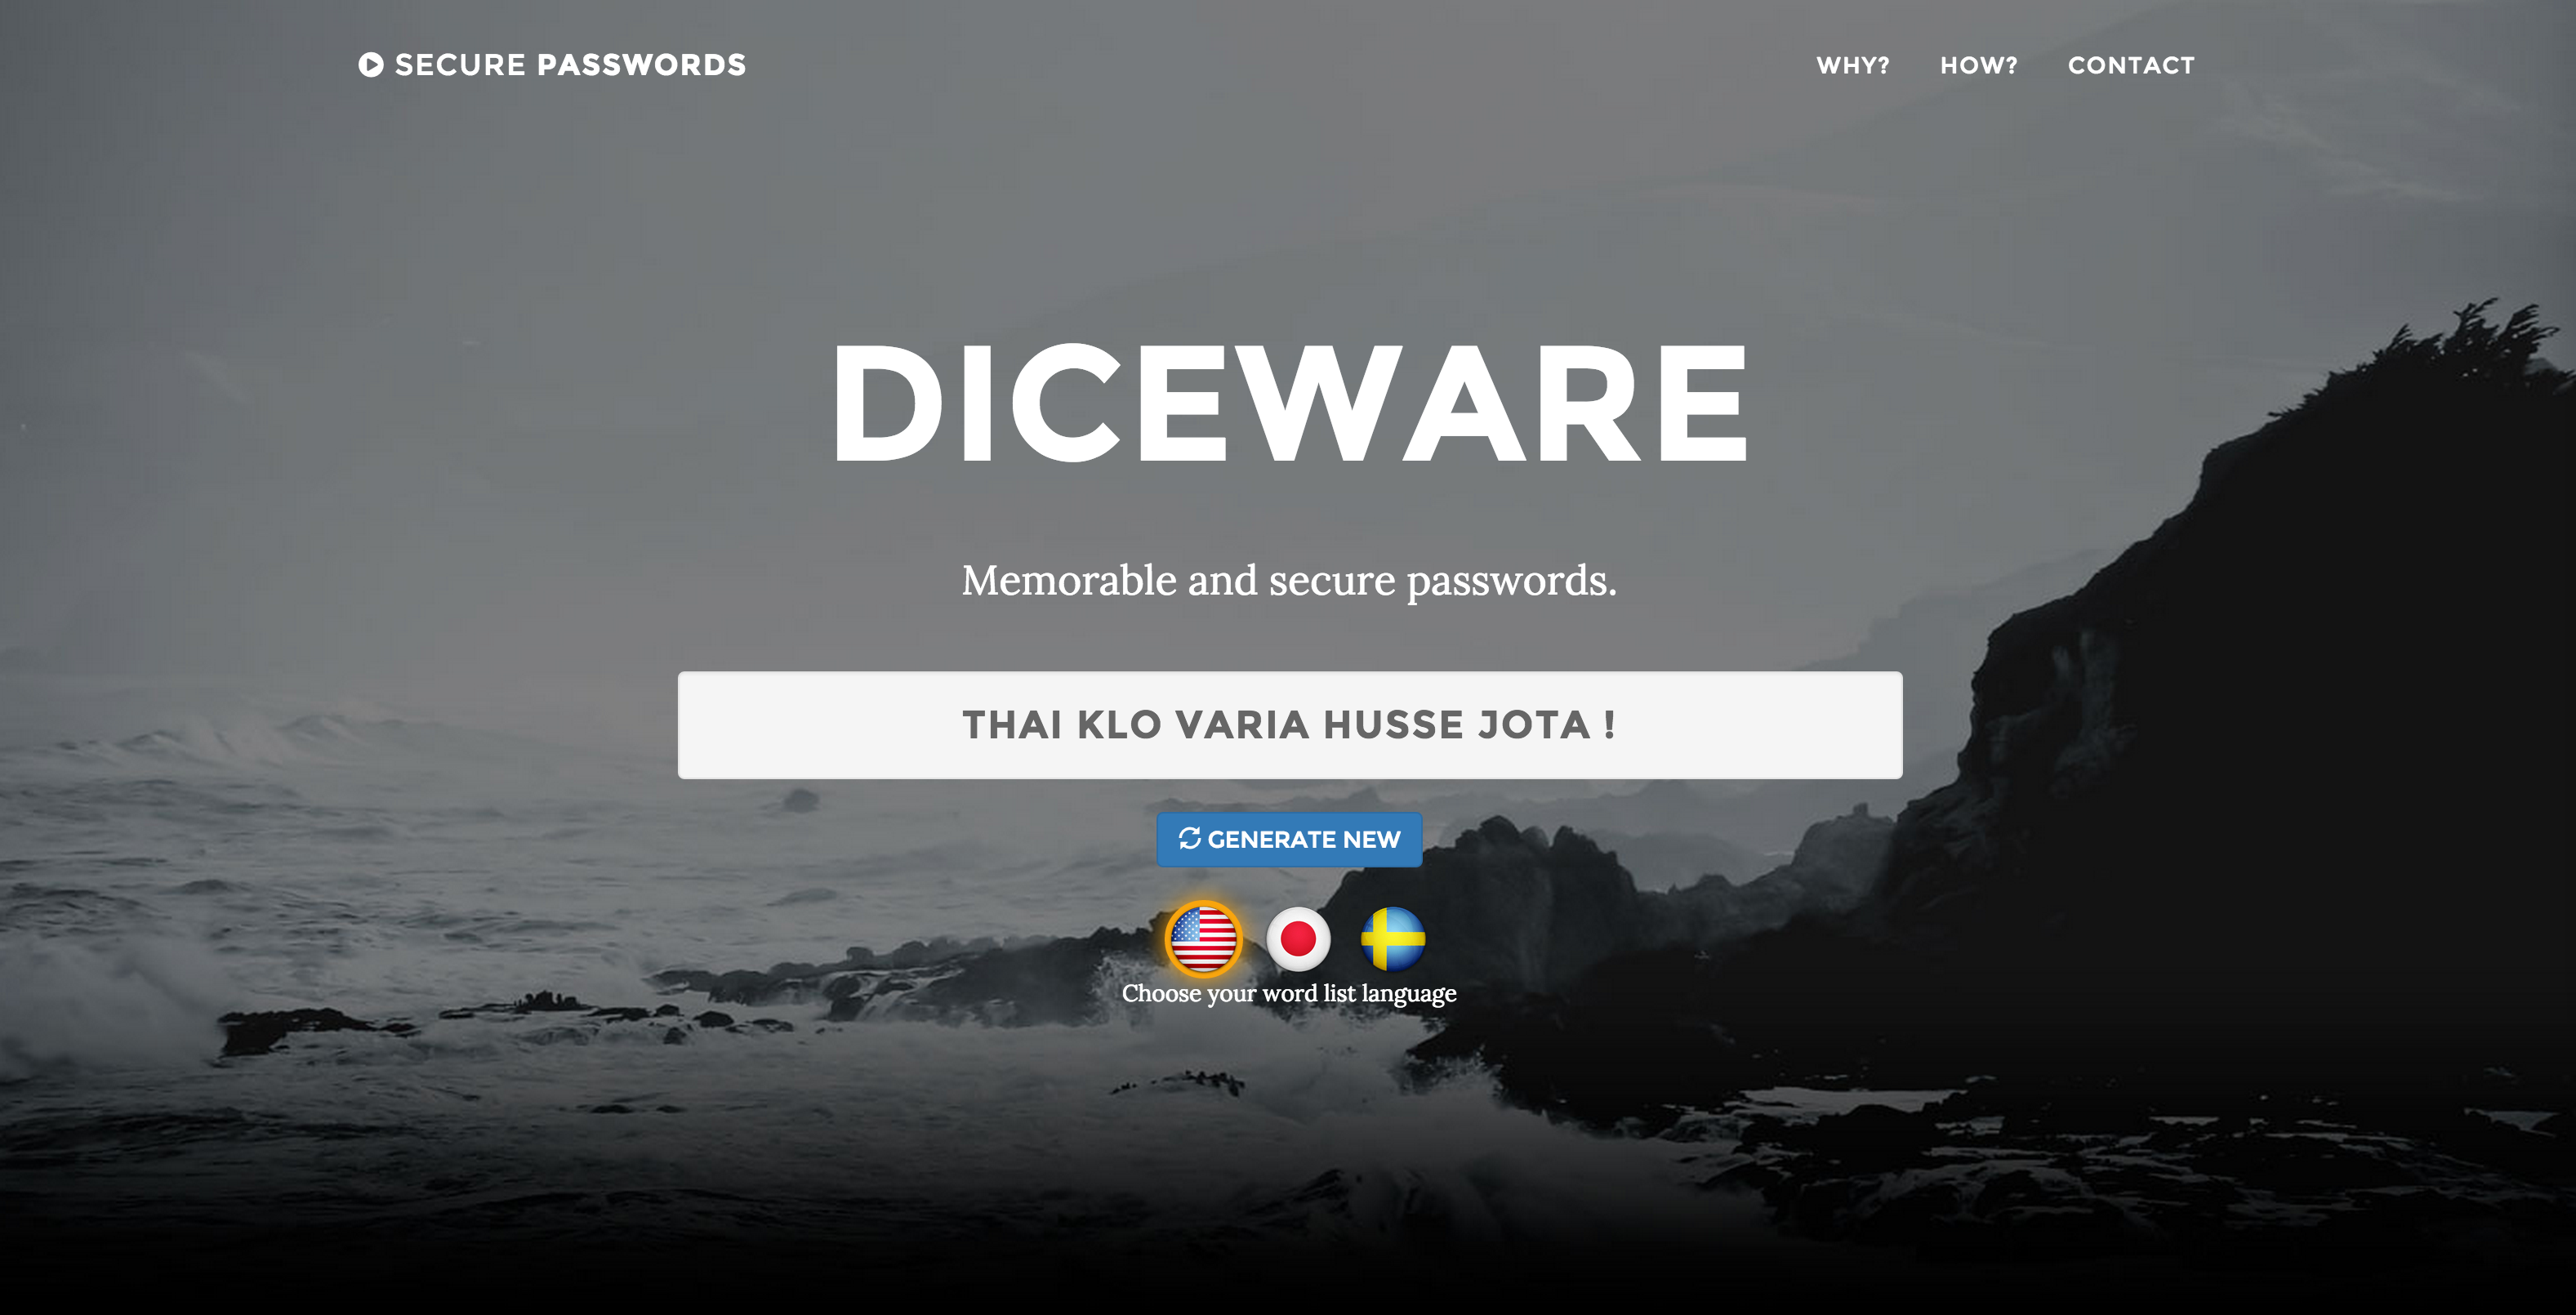 SECURE PASSWORDS
WHY? HOW? CONTACT
DICEWARE
Memorable and secure passwords.
THAI KLO VARIA HUSSE JOTA !
GENERATE NEW
Choose your word list language